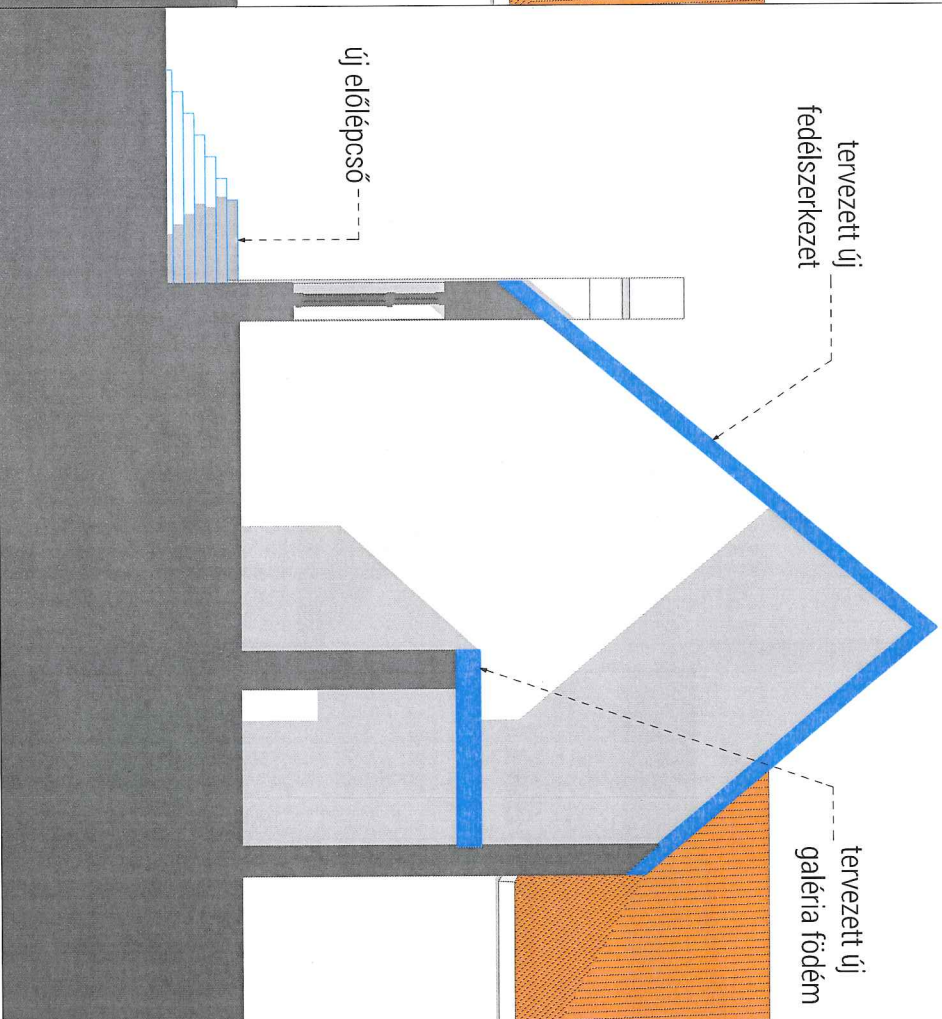 új előlépcső
tervezett új
fedélszerkezet
tervezett új
galéria födém